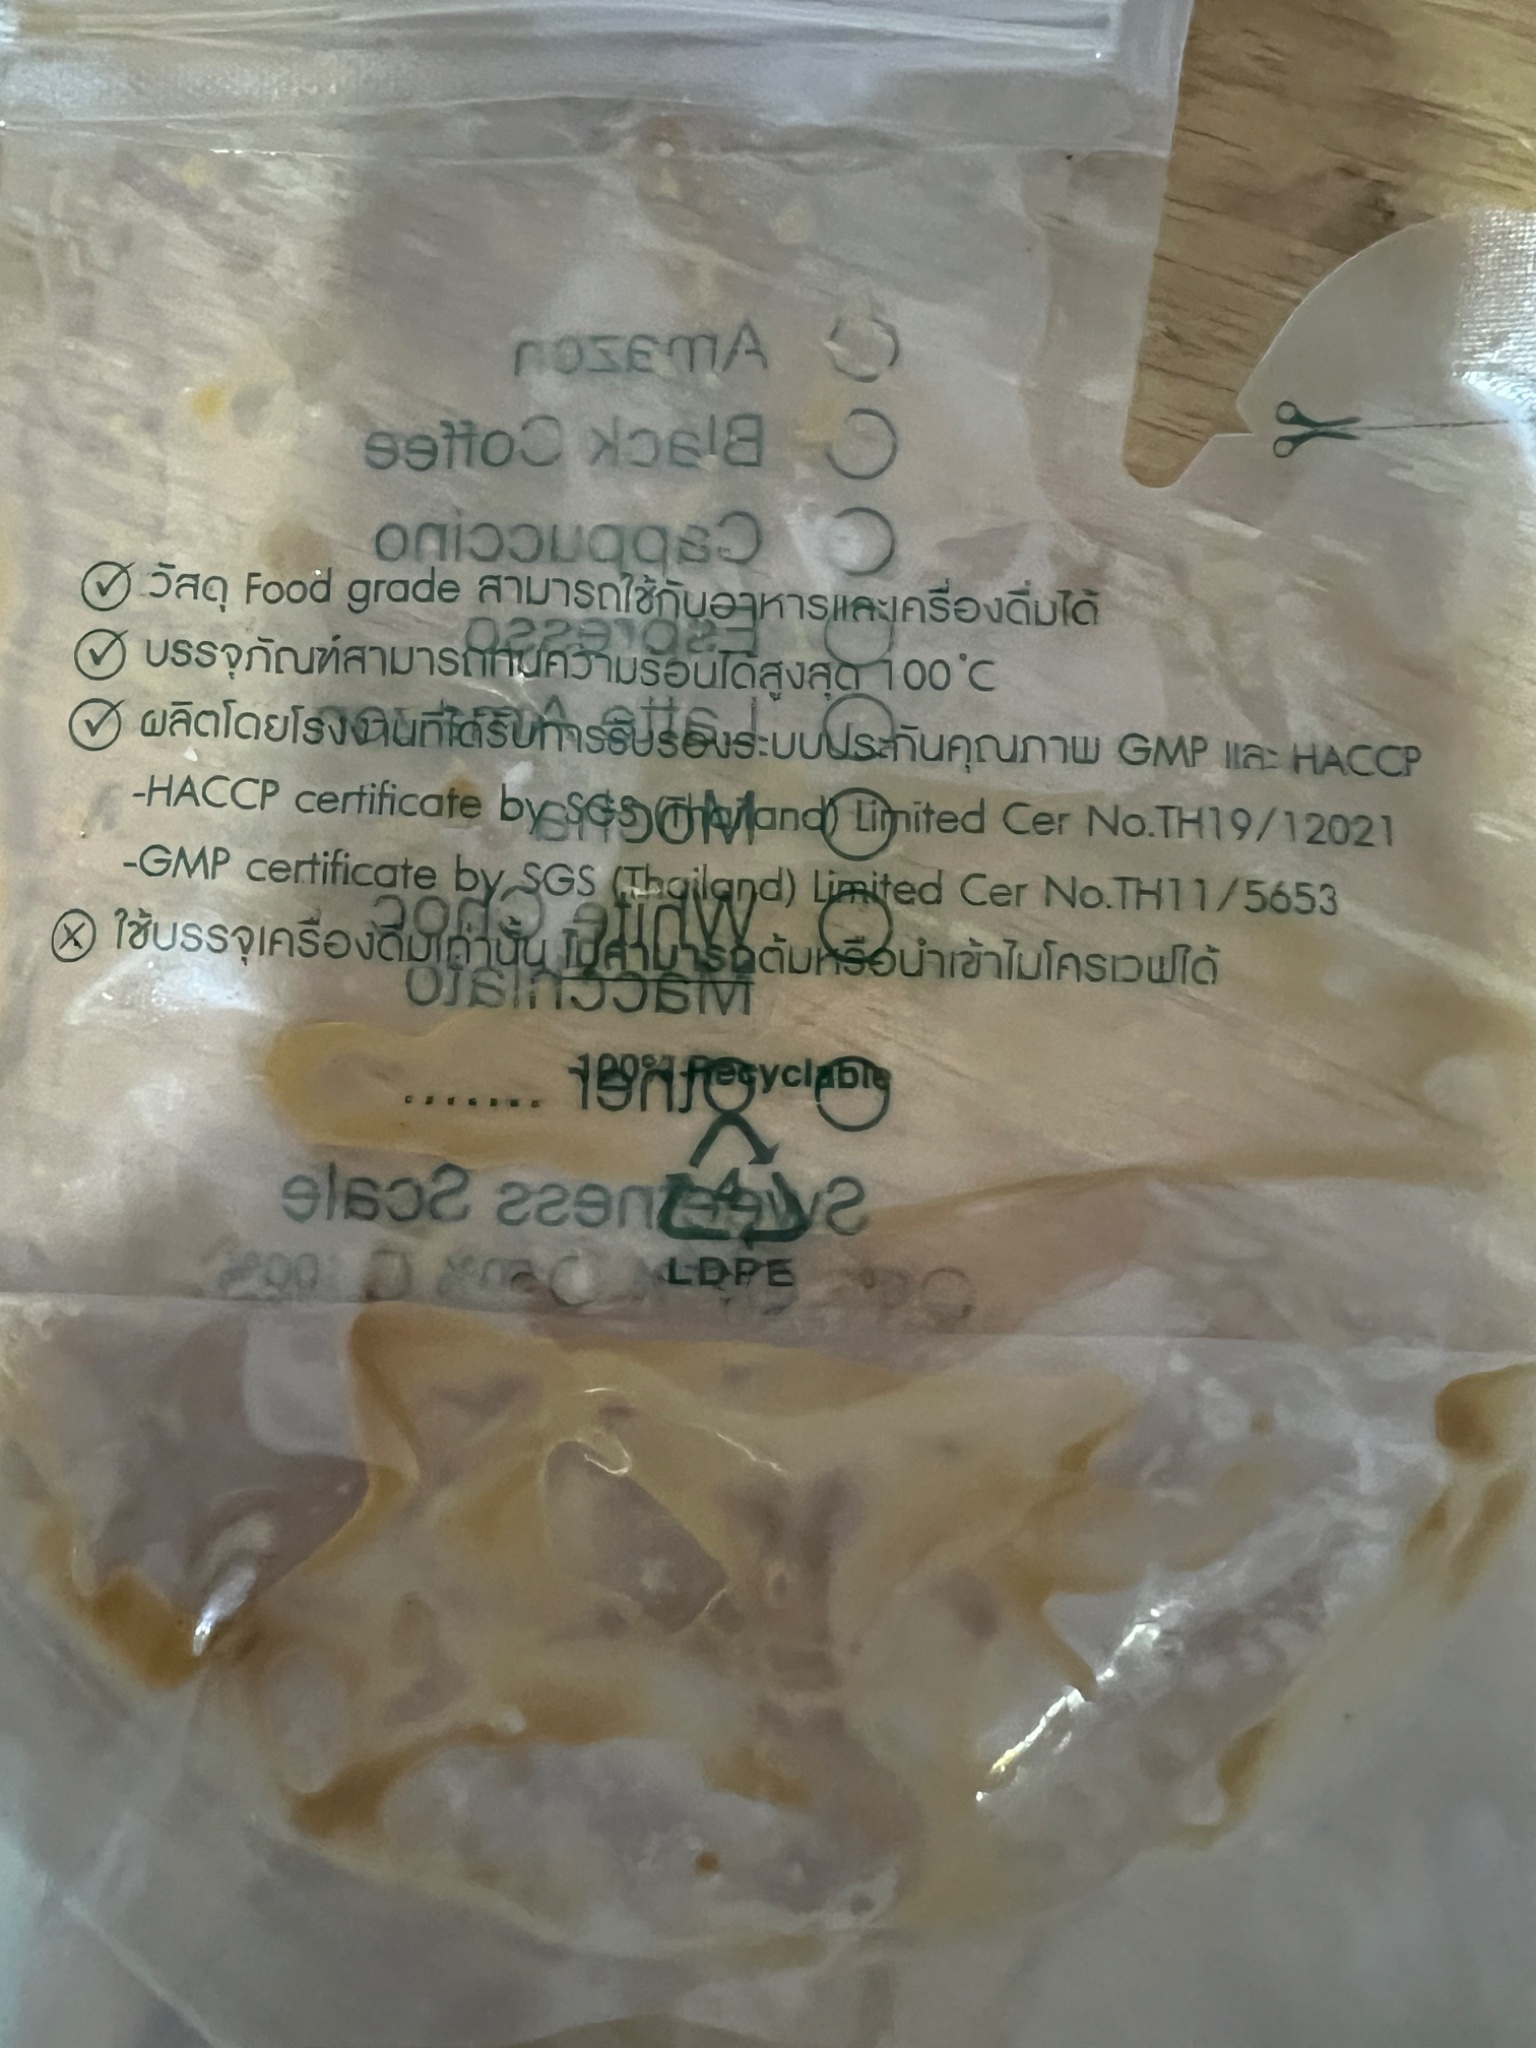 Amazon
Black Coffee
Cappuccino
วัสดุ Food grade สามารถใช้กับอาหารและเครื่องดื่มได้
Espresso
บรรจุภัณฑ์สามารถทนความร้อนได้สูงสุด 100°C
Latte
ผลิตโดยโรงงานที่ได้รับการรับรองระบบประกันคุณภาพ GMP และ HACCP
-HACCP certificate by SGS (Thailand) Limited Cer No.TH19/12021
Mocha
-GMP certificate by SGS (Thailand) Limited Cer No.TH11/5653
White Choc
ใช้บรรจุเครื่องดื่มเท่านั้น ไม่สามารถต้มหรือนำเข้าไมโครเวฟได้
Macchiato
100% Recyclable
Other ........
4
Sweetness Scale
LDPE
50% 100%